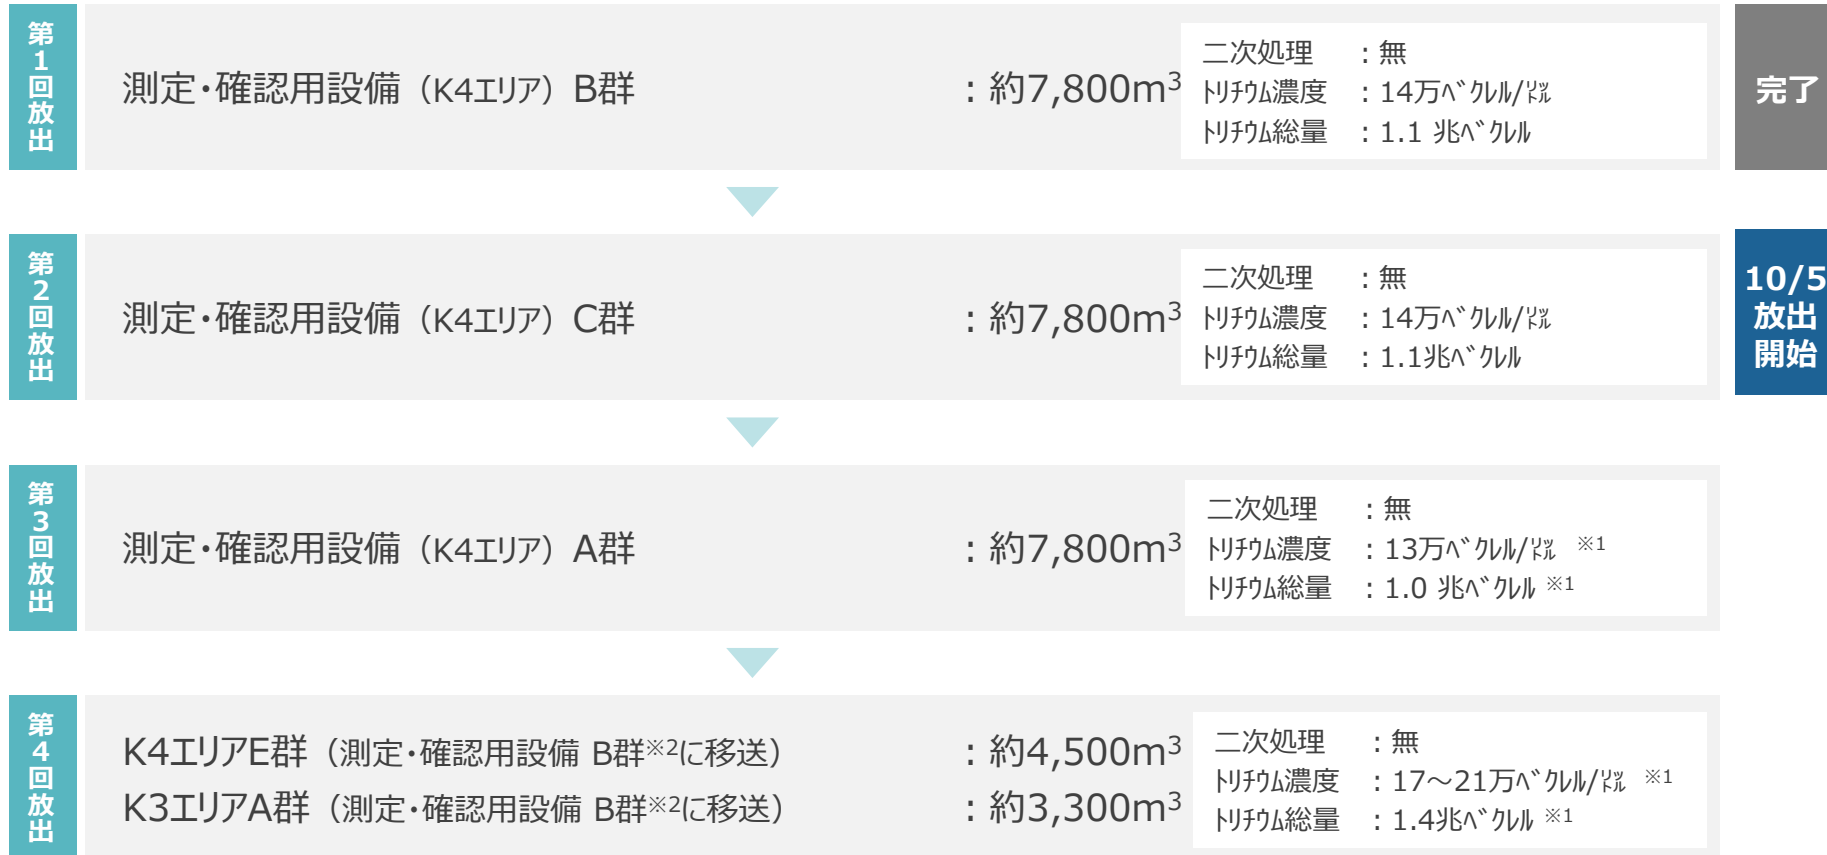 第1回放出
測定・確認用設備（K4エリア）B群 ：約7,800m³
二次処理 ：無
ﾄﾘﾁｳﾑ濃度 ：14万ﾍﾞｸﾚﾙ/ﾘｯﾄﾙ
ﾄﾘﾁｳﾑ総量 ：1.1 兆ﾍﾞｸﾚﾙ
完了
第2回放出
測定・確認用設備（K4エリア）C群 ：約7,800m³
二次処理 ：無
ﾄﾘﾁｳﾑ濃度 ：14万ﾍﾞｸﾚﾙ/ﾘｯﾄﾙ
ﾄﾘﾁｳﾑ総量 ：1.1兆ﾍﾞｸﾚﾙ
10/5
放出
開始
第3回放出
測定・確認用設備（K4エリア）A群 ：約7,800m³
二次処理 ：無
ﾄﾘﾁｳﾑ濃度 ：13万ﾍﾞｸﾚﾙ/ﾘｯﾄﾙ ※1
ﾄﾘﾁｳﾑ総量 ：1.0 兆ﾍﾞｸﾚﾙ ※1
第4回放出
K4エリアE群（測定・確認用設備 B群※2に移送） ：約4,500m³
K3エリアA群（測定・確認用設備 B群※2に移送） ：約3,300m³
二次処理 ：無
ﾄﾘﾁｳﾑ濃度 ：17～21万ﾍﾞｸﾚﾙ/ﾘｯﾄﾙ ※1
ﾄﾘﾁｳﾑ総量 ：1.4兆ﾍﾞｸﾚﾙ ※1